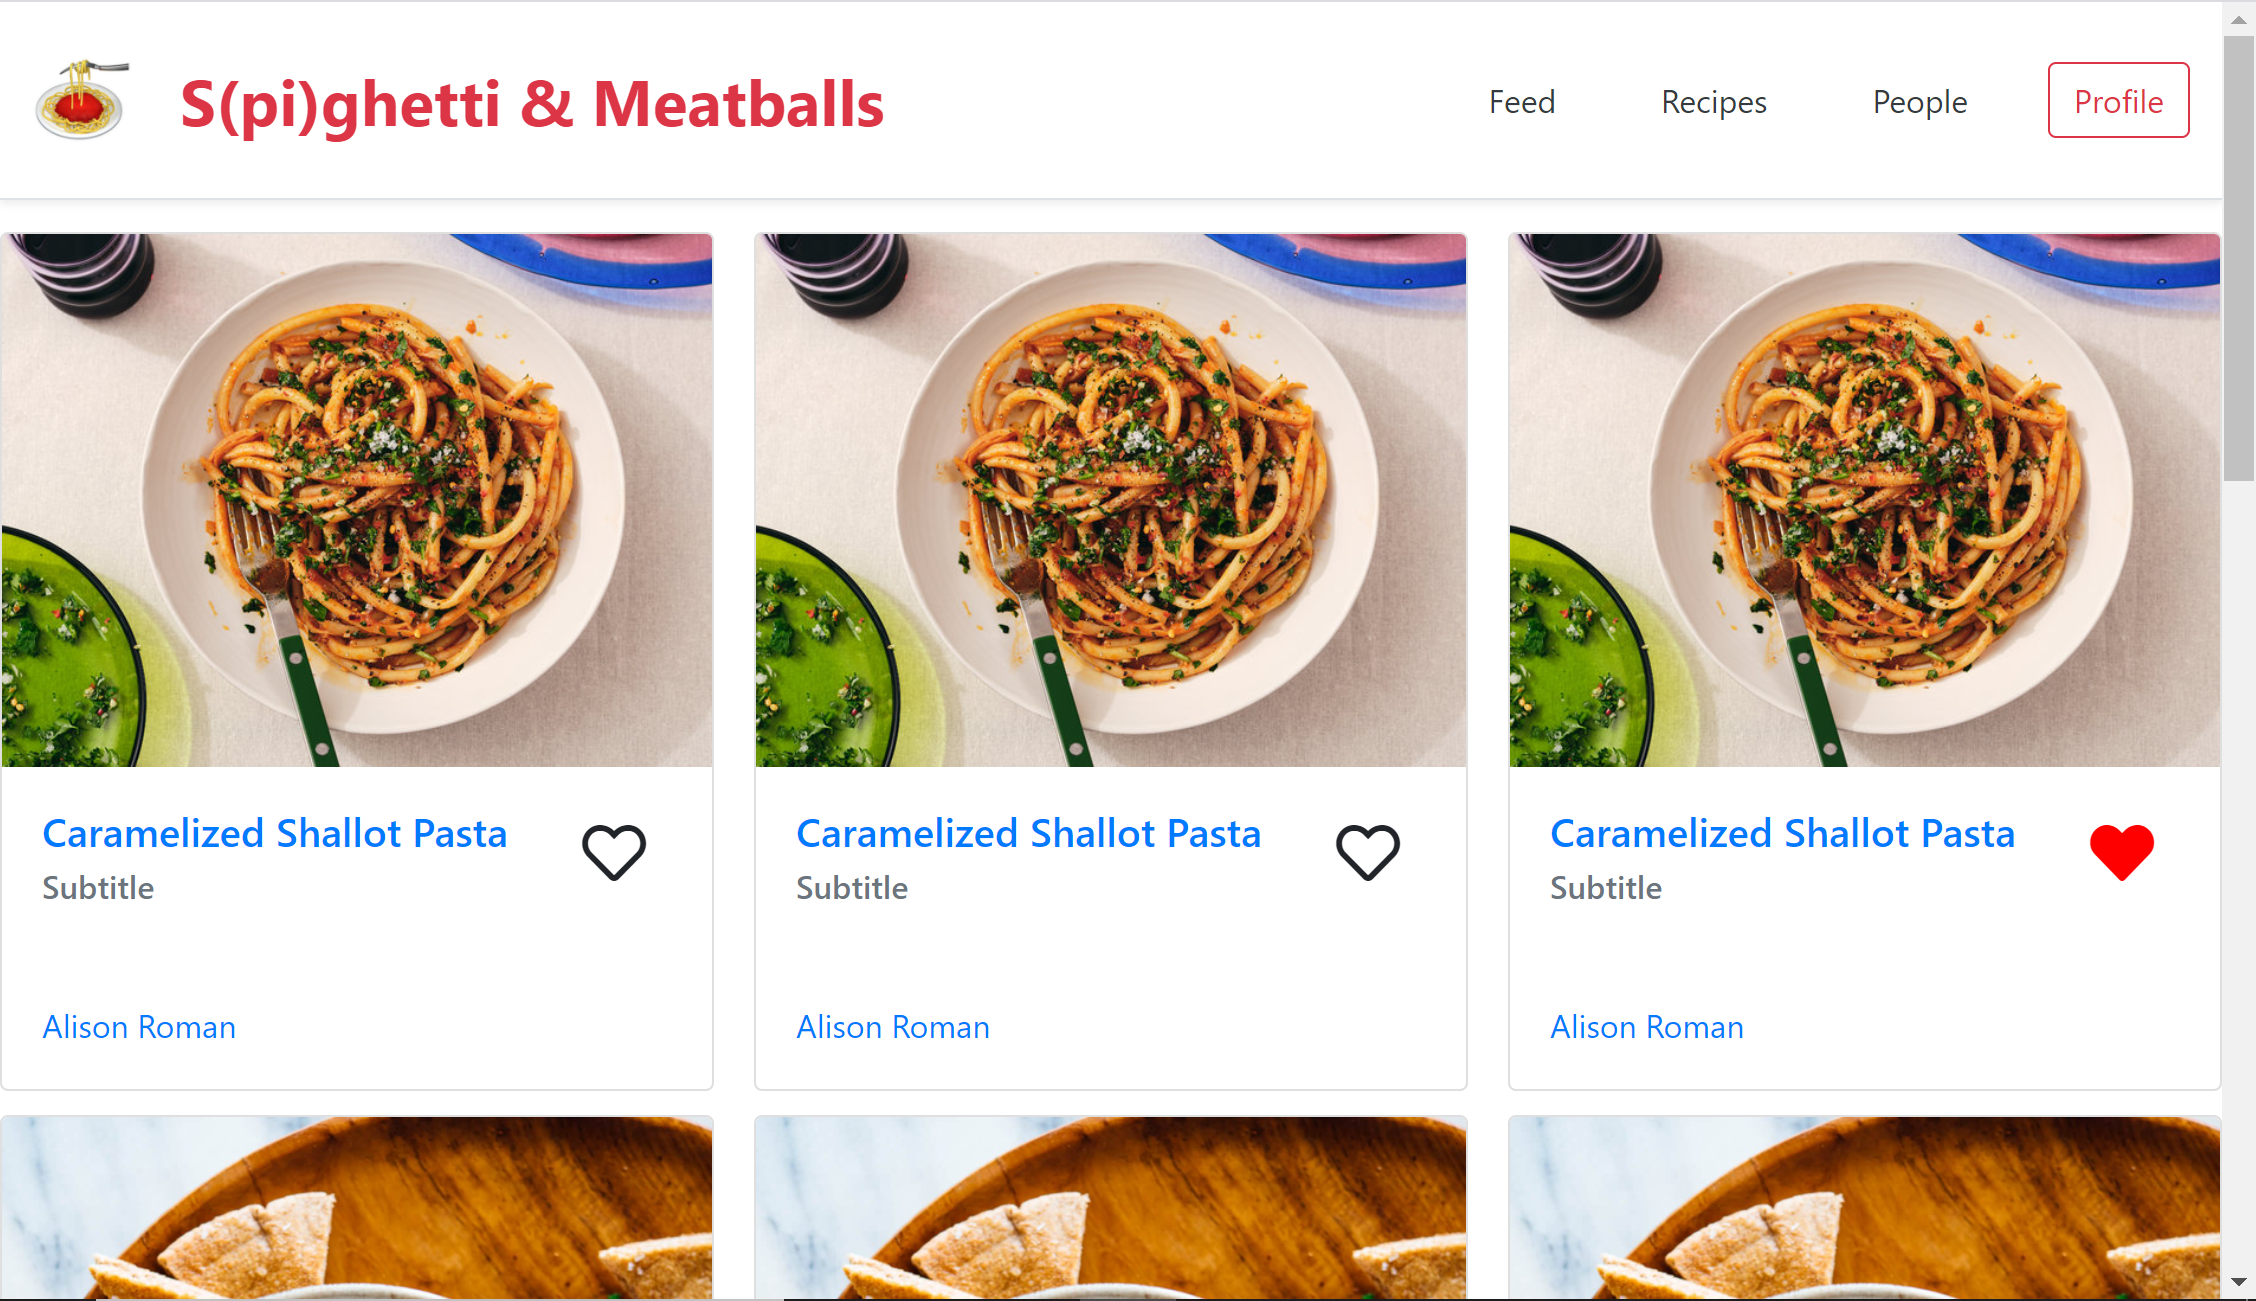 S(pi)ghetti & Meatballs
Feed
Recipes
People
Profile
Caramelized Shallot Pasta
Subtitle
Alison Roman
Caramelized Shallot Pasta
Subtitle
Alison Roman
Caramelized Shallot Pasta
Subtitle
Alison Roman